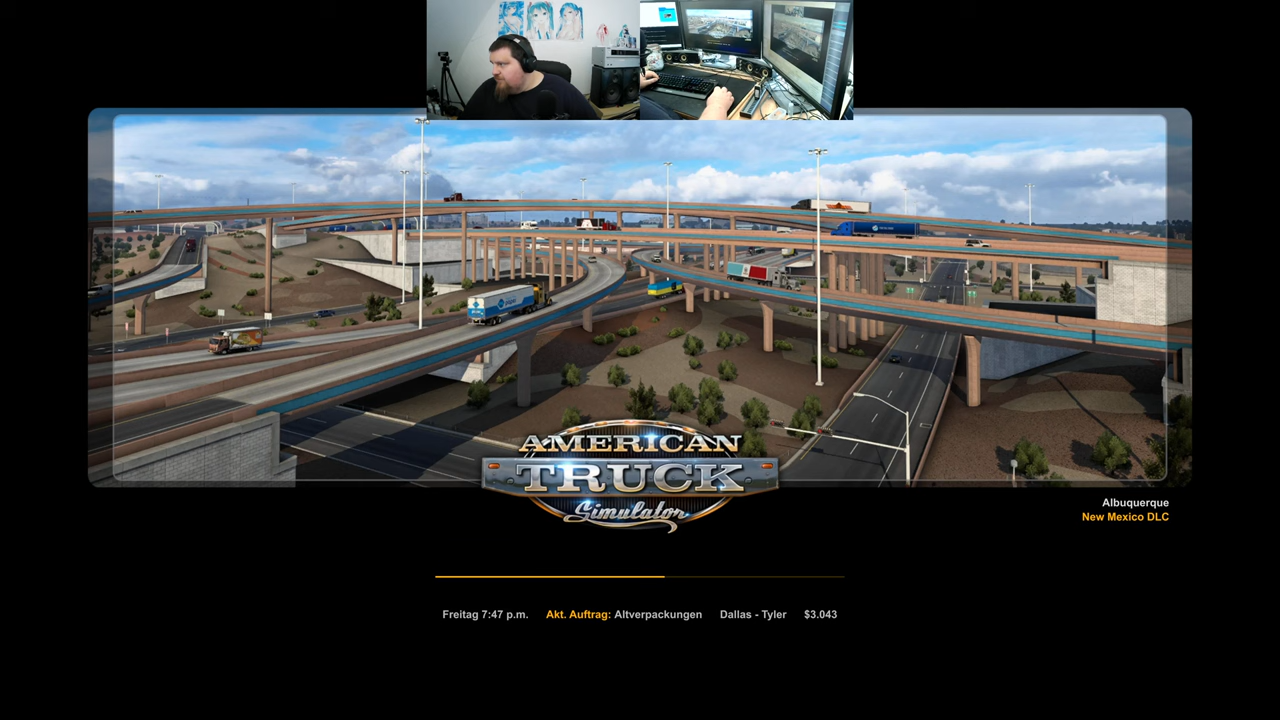 AMERICAN
TRUCK
Simulator
Albuquerque
New Mexico DLC
Freitag 7:47 p.m. Akt. Auftrag: Altverpackungen Dallas - Tyler $3.043